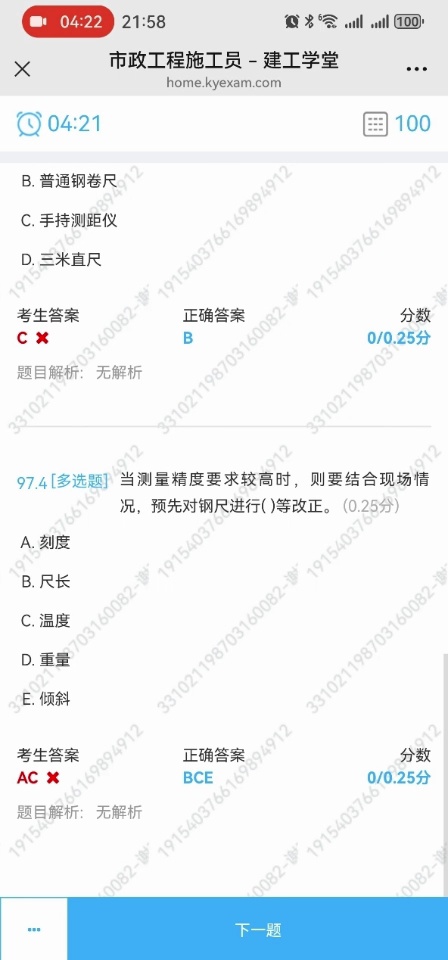 04:22 21:58 6 100
市政工程施工员 - 建工学堂
home.kyexam.com
04:21 100
B. 普通钢卷尺
C. 手持测距仪
D. 三米直尺
考生答案 正确答案 分数
C ✖ B 0/0.25分
题目解析: 无解析
97.4 [多选题] 当测量精度要求较高时，则要结合现场情
况，预先对钢尺进行( )等改正。(0.25分)
A. 刻度
B. 尺长
C. 温度
D. 重量
E. 倾斜
考生答案 正确答案 分数
AC ✖ BCE 0/0.25分
题目解析: 无解析
下一题